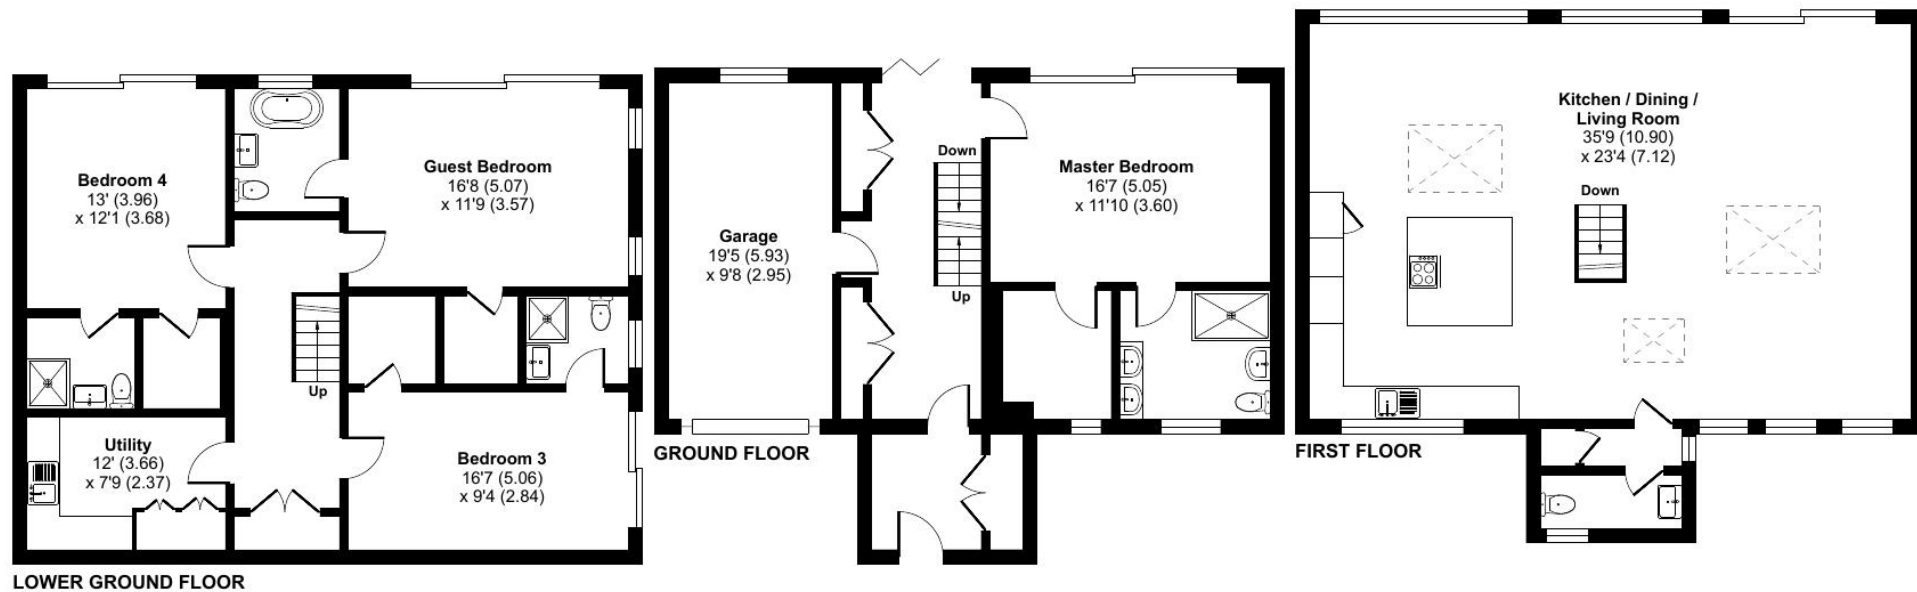 Bedroom 4
13' (3.96)
x 12'1 (3.68)
Guest Bedroom
16'8 (5.07)
x 11'9 (3.57)
Up
Utility
12' (3.66)
x 7'9 (2.37)
Bedroom 3
16'7 (5.06)
x 9'4 (2.84)
LOWER GROUND FLOOR
Garage
19'5 (5.93)
x 9'8 (2.95)
Down
Up
Master Bedroom
16'7 (5.05)
x 11'10 (3.60)
GROUND FLOOR
Kitchen / Dining /
Living Room
35'9 (10.90)
x 23'4 (7.12)
Down
FIRST FLOOR